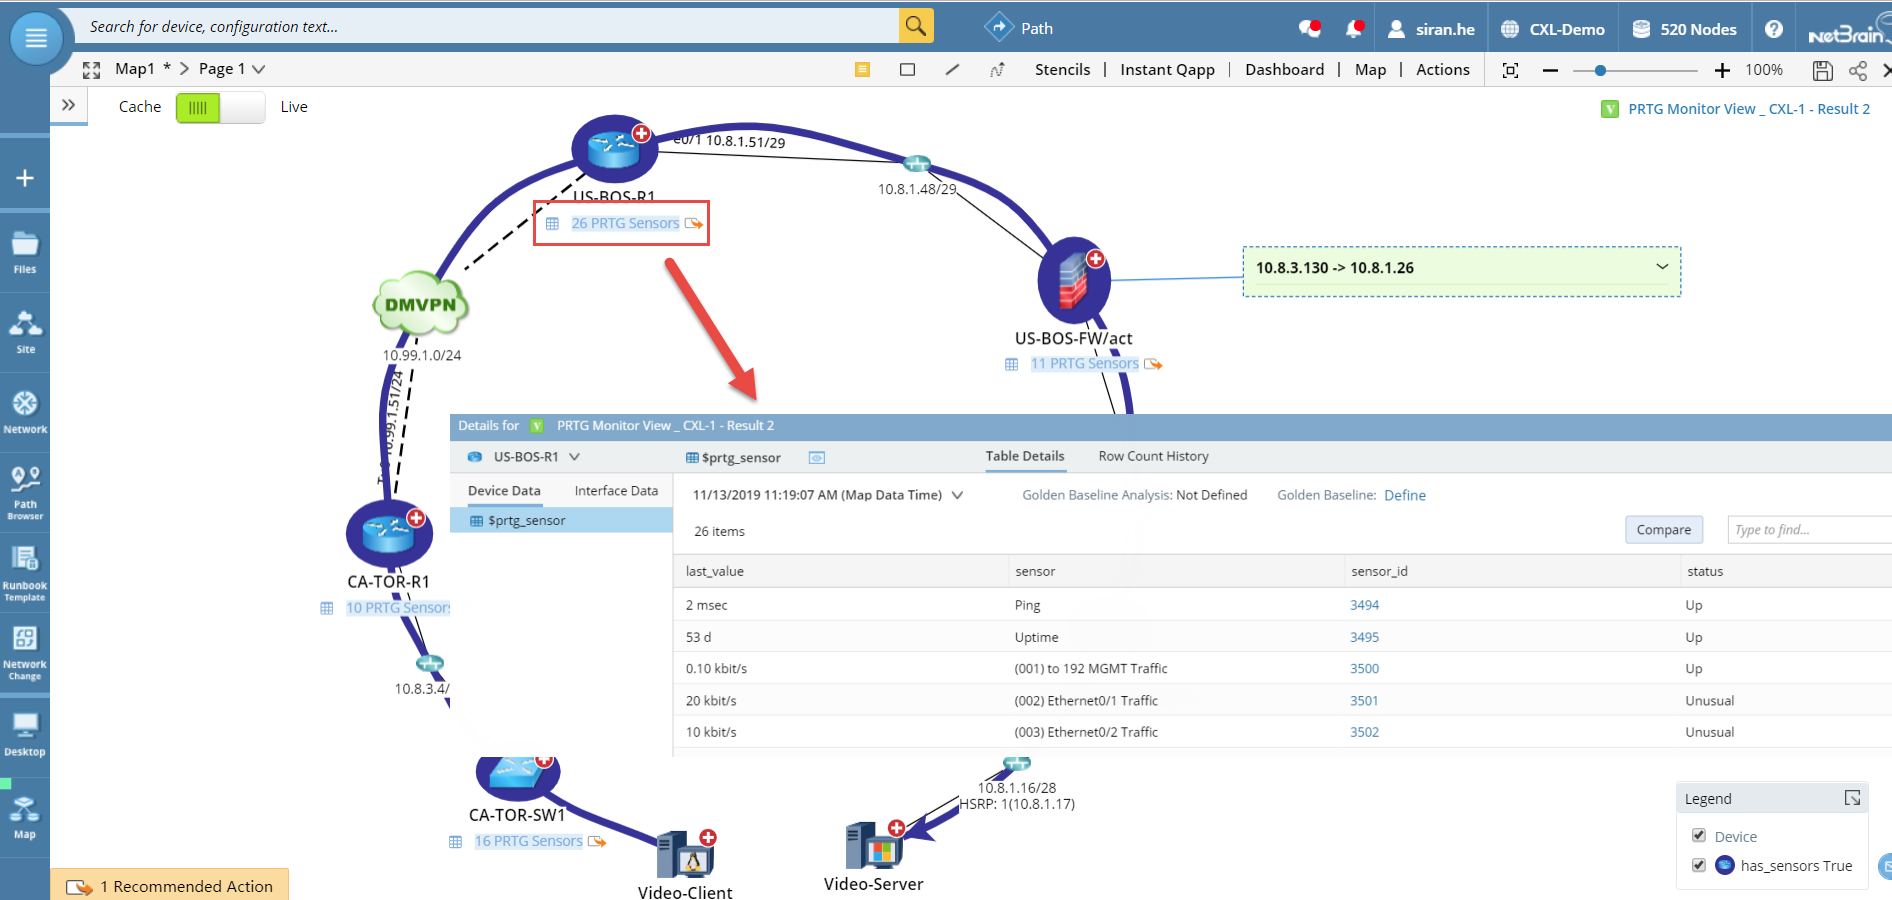 Search for device, configuration text...
Path
siran.he
CXL-Demo
520 Nodes
?
NetBrain
Map1 * > Page 1
Stencils | Instant Qapp | Dashboard | Map | Actions
100%
Cache
Live
V PRTG Monitor View _ CXL-1 - Result 2
Files
Site
Network
Path
Browser
Runbook
Template
Network
Change
Desktop
Map
e0/1 10.8.1.51/29
US-BOS-R1
26 PRTG Sensors
10.8.1.48/29
10.8.3.130 -> 10.8.1.26
DMVPN
US-BOS-FW/act
11 PRTG Sensors
10.99.1.0/24
10.99.1.51/24
CA-TOR-R1
10 PRTG Sensors
10.8.3.4/
Details for V PRTG Monitor View _ CXL-1 - Result 2
US-BOS-R1
$prtg_sensor
Table Details
Row Count History
Device Data
Interface Data
$prtg_sensor
11/13/2019 11:19:07 AM (Map Data Time)
Golden Baseline Analysis: Not Defined
Golden Baseline: Define
26 items
Compare
Type to find...
last_value sensor sensor_id status
2 msec Ping 3494 Up
53 d Uptime 3495 Up
0.10 kbit/s (001) to 192 MGMT Traffic 3500 Up
20 kbit/s (002) Ethernet0/1 Traffic 3501 Unusual
10 kbit/s (003) Ethernet0/2 Traffic 3502 Unusual
10.8.1.16/28
HSRP: 1(10.8.1.17)
CA-TOR-SW1
16 PRTG Sensors
Video-Client
Video-Server
Legend
Device
has_sensors True
1 Recommended Action